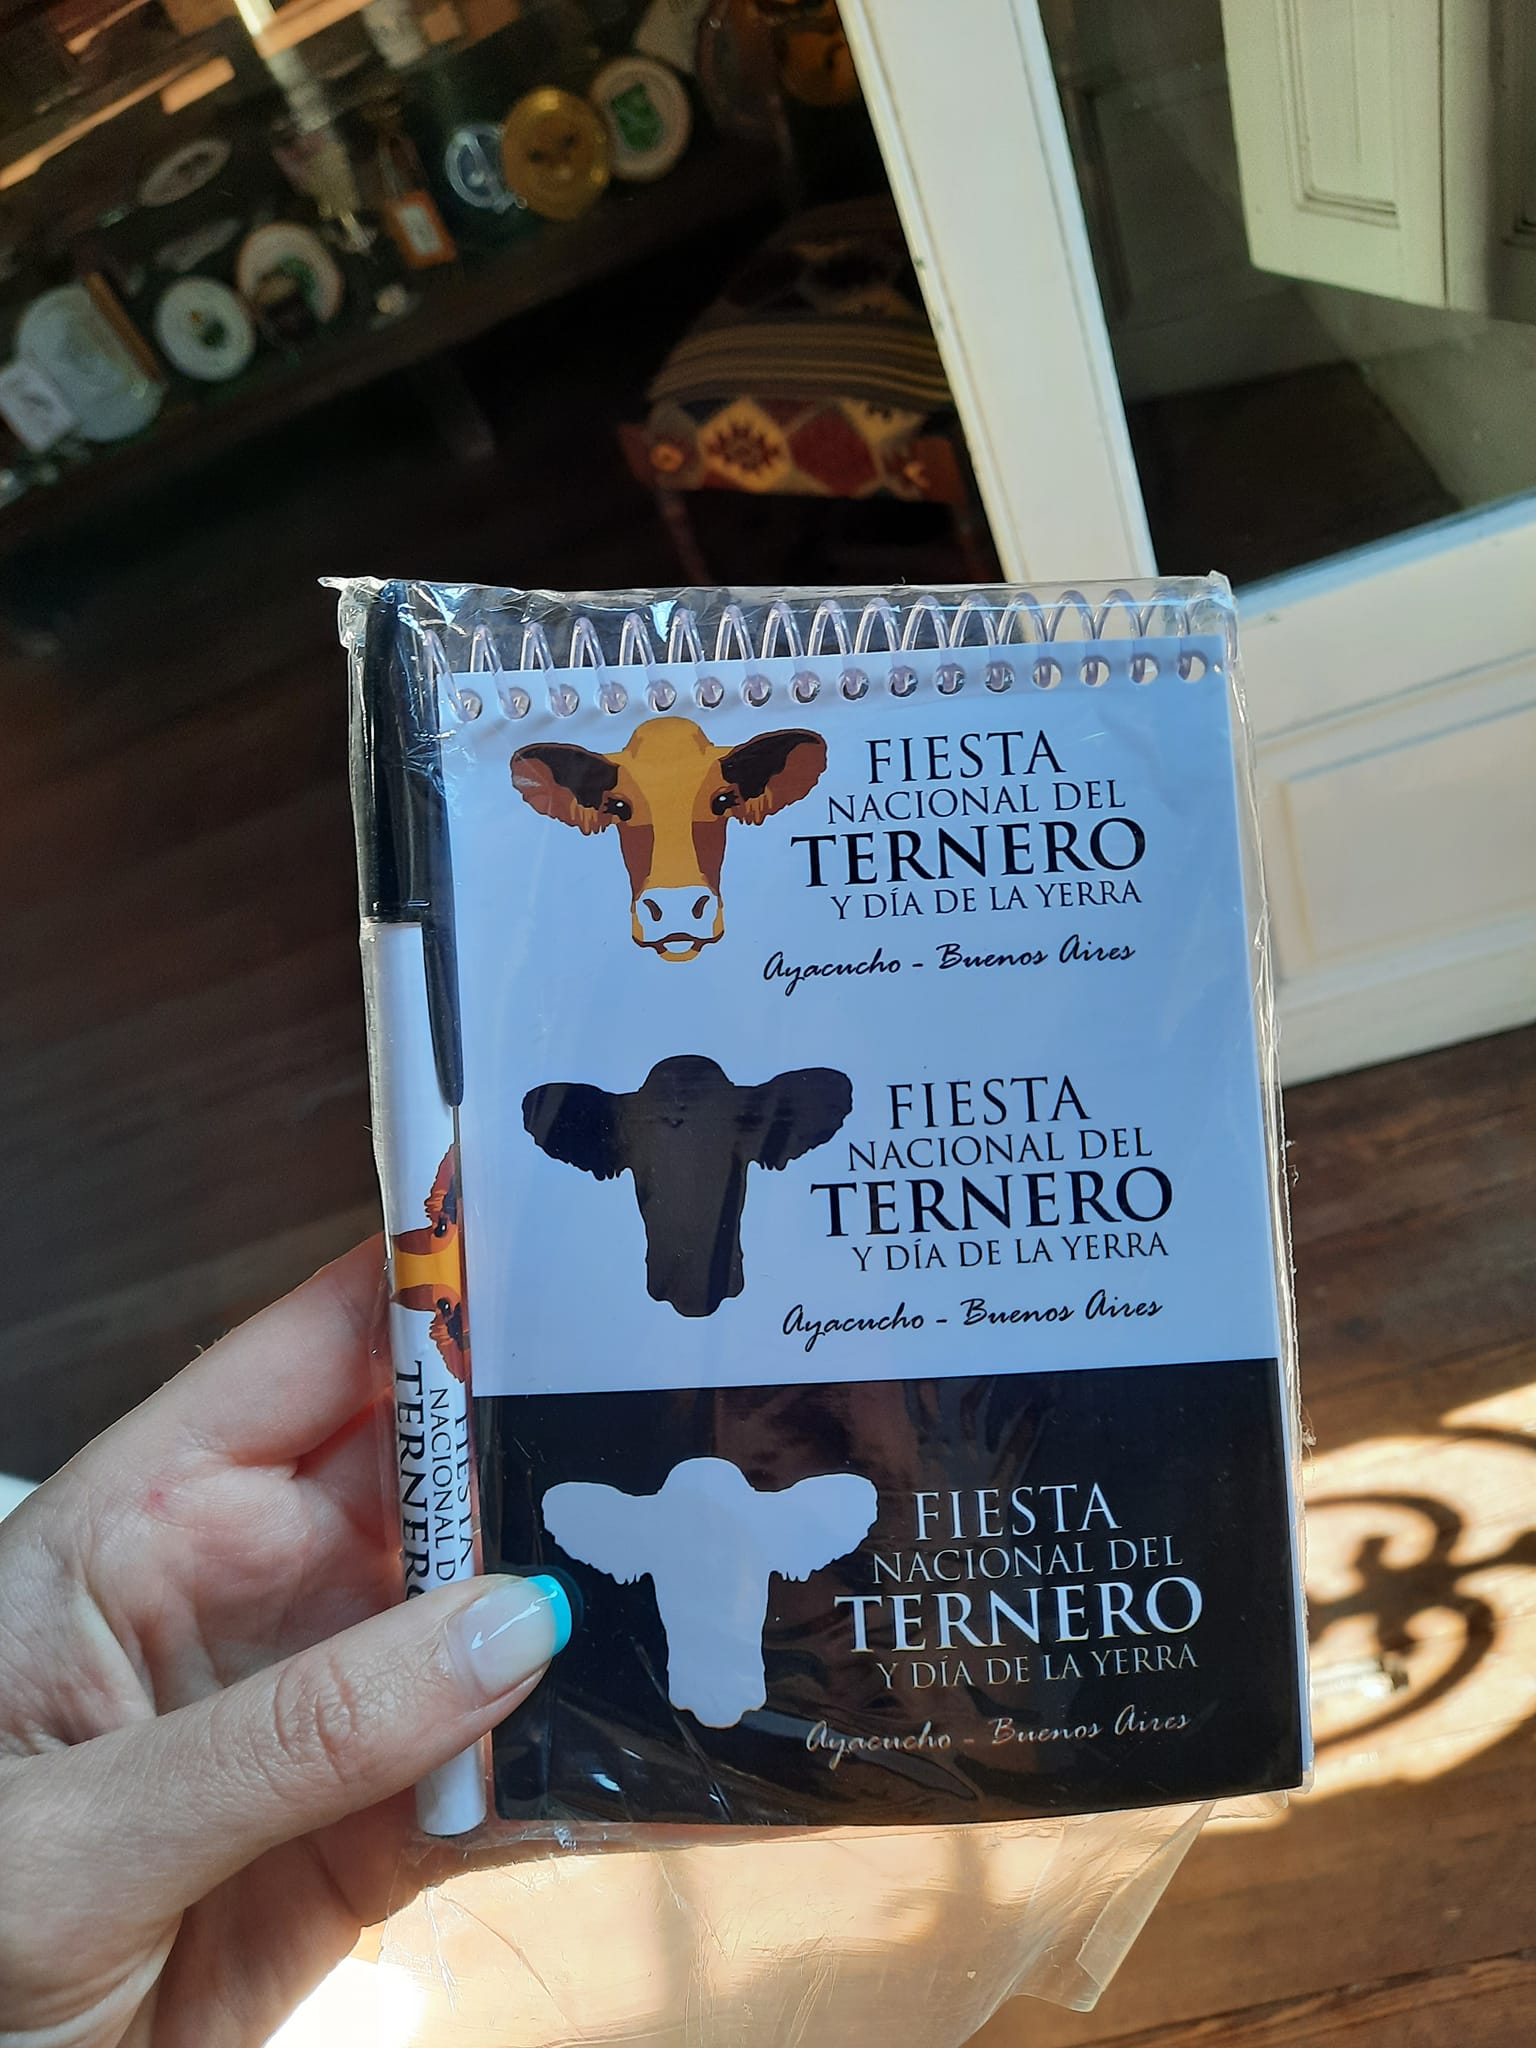 FIESTA
NACIONAL DEL
TERNERO
Y DÍA DE LA YERRA
Ayacucho - Buenos Aires
FIESTA
NACIONAL DEL
TERNERO
Y DÍA DE LA YERRA
Ayacucho - Buenos Aires
FIESTA
NACIONAL DEL
TERNERO
Y DÍA DE LA YERRA
Ayacucho - Buenos Aires
FIESTA
NACIONAL D
TERNERO